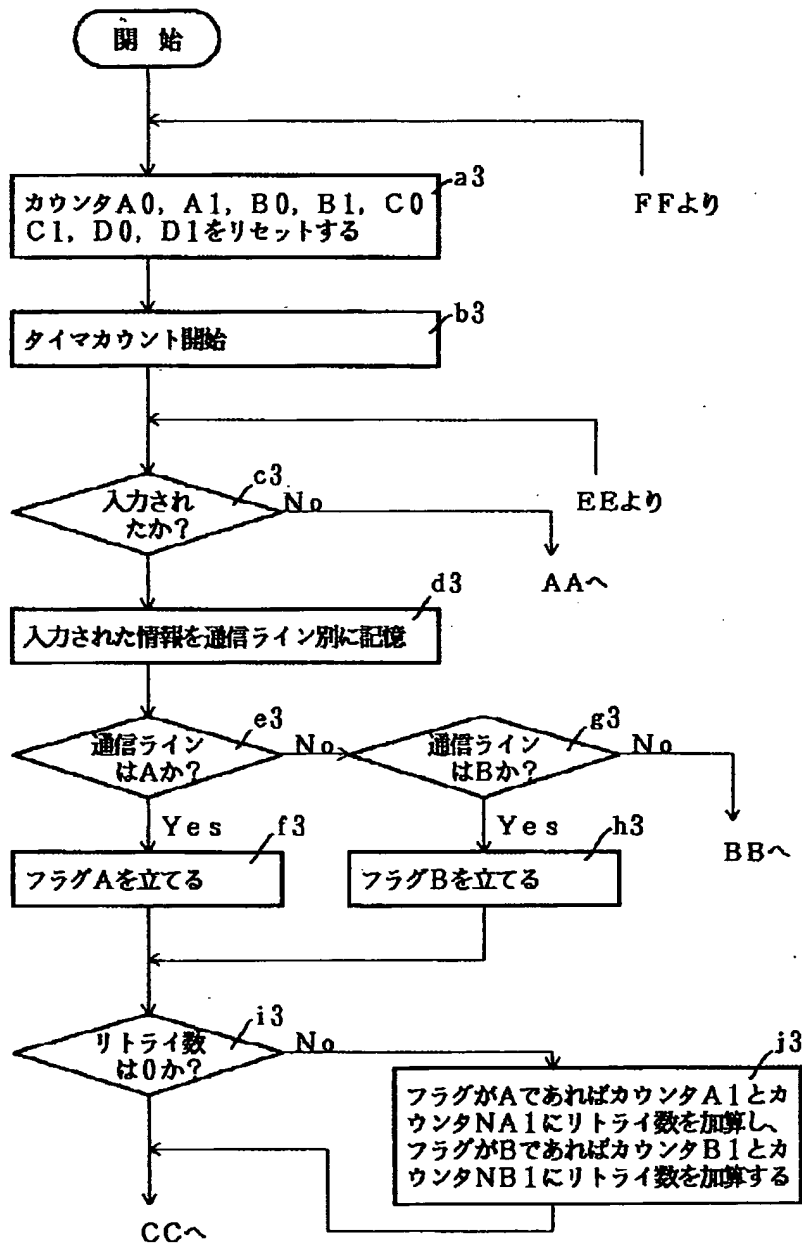 開 始
a3
カウンタA0, A1, B0, B1, C0
C1, D0, D1をリセットする
FFより
b3
タイマカウント開始
c3
入力され
たか?
No
EEより
AAへ
d3
入力された情報を通信ライン別に記憶
e3
通信ライン
はAか?
No
g3
通信ライン
はBか?
No
Yes
f3
Yes
h3
BBへ
フラグAを立てる
フラグBを立てる
i3
リトライ数
は0か?
No
j3
フラグがAであればカウンタA1とカ
ウンタNA1にリトライ数を加算し、
フラグがBであればカウンタB1とカ
ウンタNB1にリトライ数を加算する
CCへ